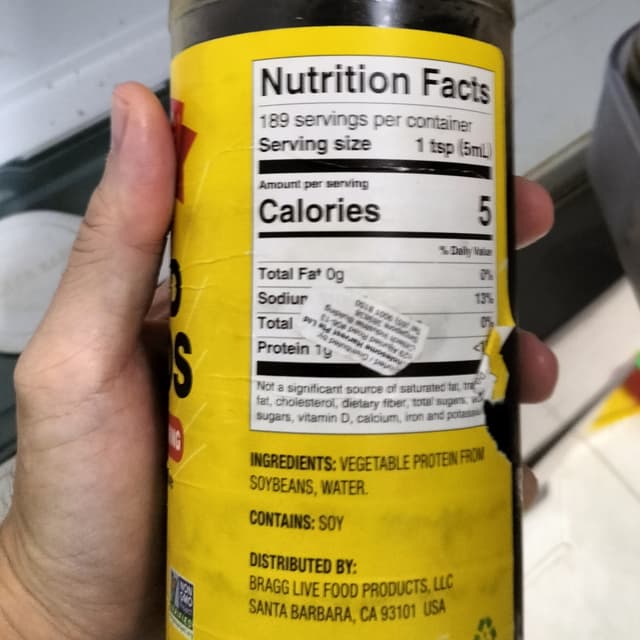 Nutrition Facts
189 servings per container
Serving size 1 tsp (5mL)
Amount per serving
Calories 5
% Daily Value
Total Fat 0g 0%
Sodium 13%
Total 0%
Protein 1g
Not a significant source of saturated fat,
fat, cholesterol, dietary fiber, total sugars,
sugars, vitamin D, calcium, iron and
INGREDIENTS: VEGETABLE PROTEIN FROM
SOYBEANS, WATER.
CONTAINS: SOY
DISTRIBUTED BY:
BRAGG LIVE FOOD PRODUCTS, LLC
SANTA BARBARA, CA 93101 USA